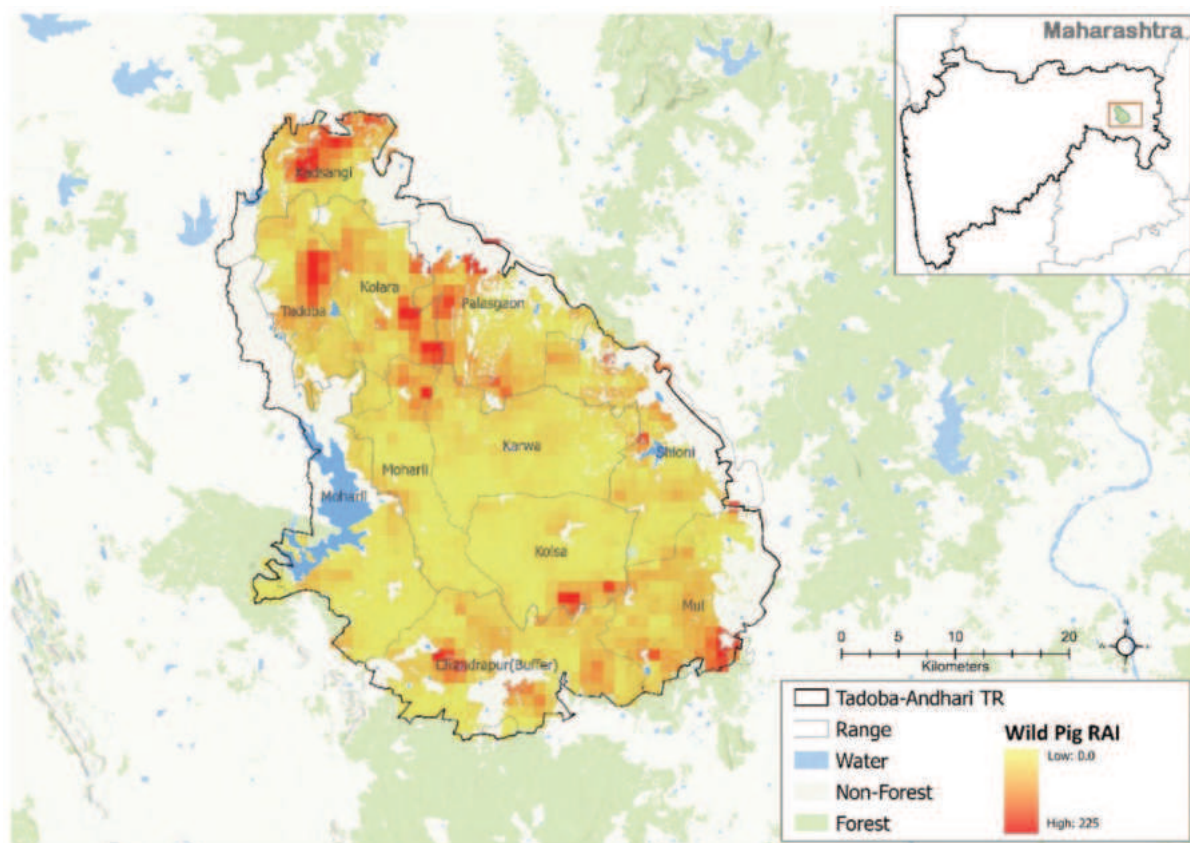 Maharashtra
Khadsangi
Kolara
Tadoba
Palasgaon
Karwa
Shioni
Moharli
Moharli
Kolsa
Mul
Chandrapur(Buffer)
0 5 10 20
Kilometers
Tadoba-Andhari TR
Range
Water
Non-Forest
Forest
Wild Pig RAI
Low: 0.0
High: 225